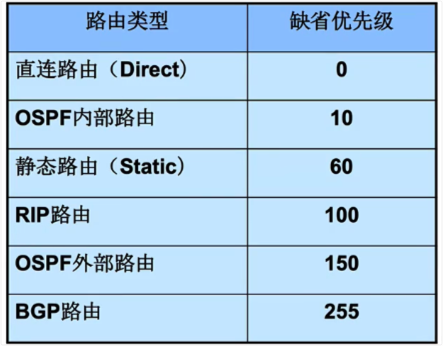 路由类型 缺省优先级
直连路由（Direct） 0
OSPF内部路由 10
静态路由（Static） 60
RIP路由 100
OSPF外部路由 150
BGP路由 255